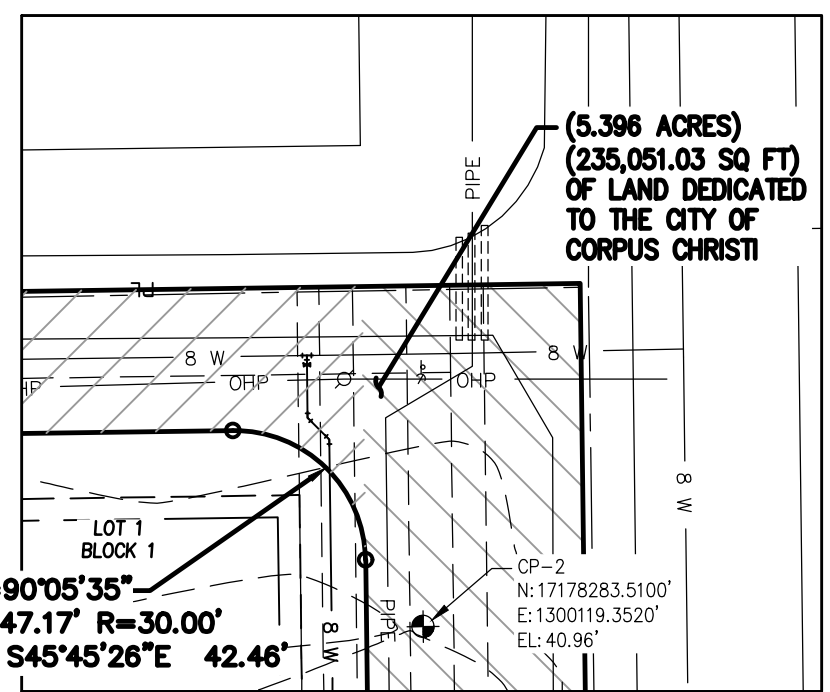 (5.396 ACRES)
(235,051.03 SQ FT)
OF LAND DEDICATED
TO THE CITY OF
CORPUS CHRISTI
PIPE
PL
8 W
8 W
OHP
OHP
8 W
LOT 1
BLOCK 1
=90°05'35"
47.17' R=30.00'
S45°45'26"E 42.46'
8 W
PIPE
CP-2
N:17178283.5100'
E:1300119.3520'
EL:40.96'